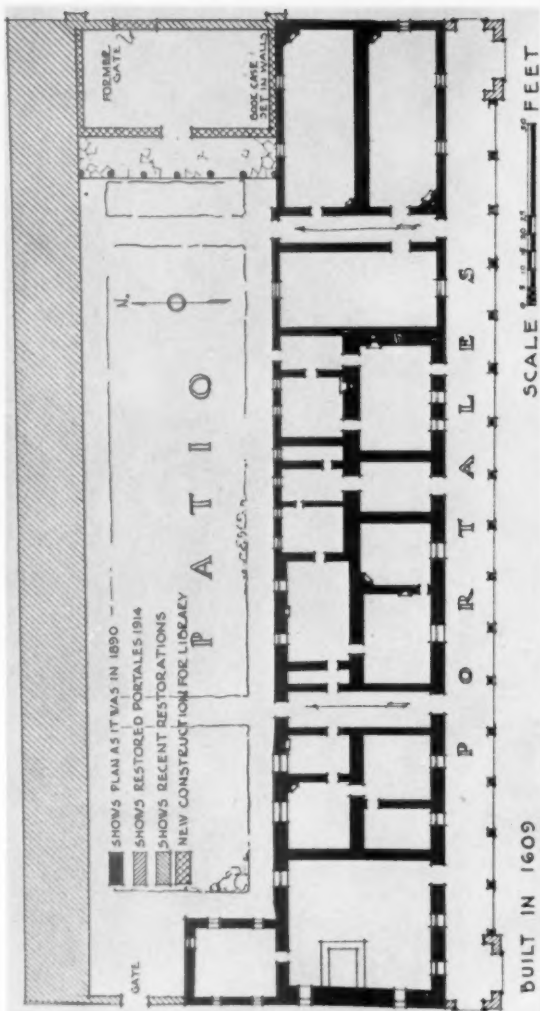 FORMER
GATE
BOOK CASE
SET IN WALLS
N.
PATIO
SHOWS PLAN AS IT WAS IN 1890
SHOWS RESTORED PORTALES 1914
SHOWS RECENT RESTORATIONS
NEW CONSTRUCTION FOR LIBRARY
GATE
PORTALES
BUILT IN 1609
SCALE
FEET